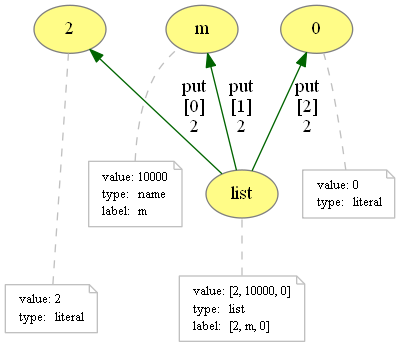 2
m
0
put
[0]
2
put
[1]
2
put
[2]
2
value: 10000
type: name
label: m
list
value: 0
type: literal
value: 2
type: literal
value: [2, 10000, 0]
type: list
label: [2, m, 0]